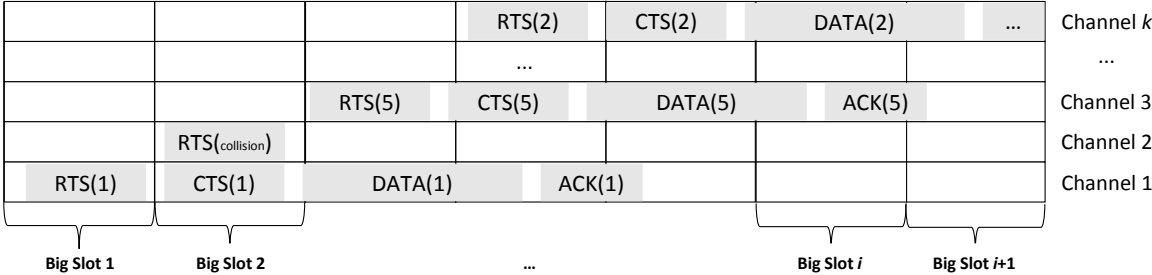 RTS(2) CTS(2) DATA(2) ... Channel k
... ...
RTS(5) CTS(5) DATA(5) ACK(5) Channel 3
RTS(collision) Channel 2
RTS(1) CTS(1) DATA(1) ACK(1) Channel 1
Big Slot 1 Big Slot 2 ... Big Slot i Big Slot i+1